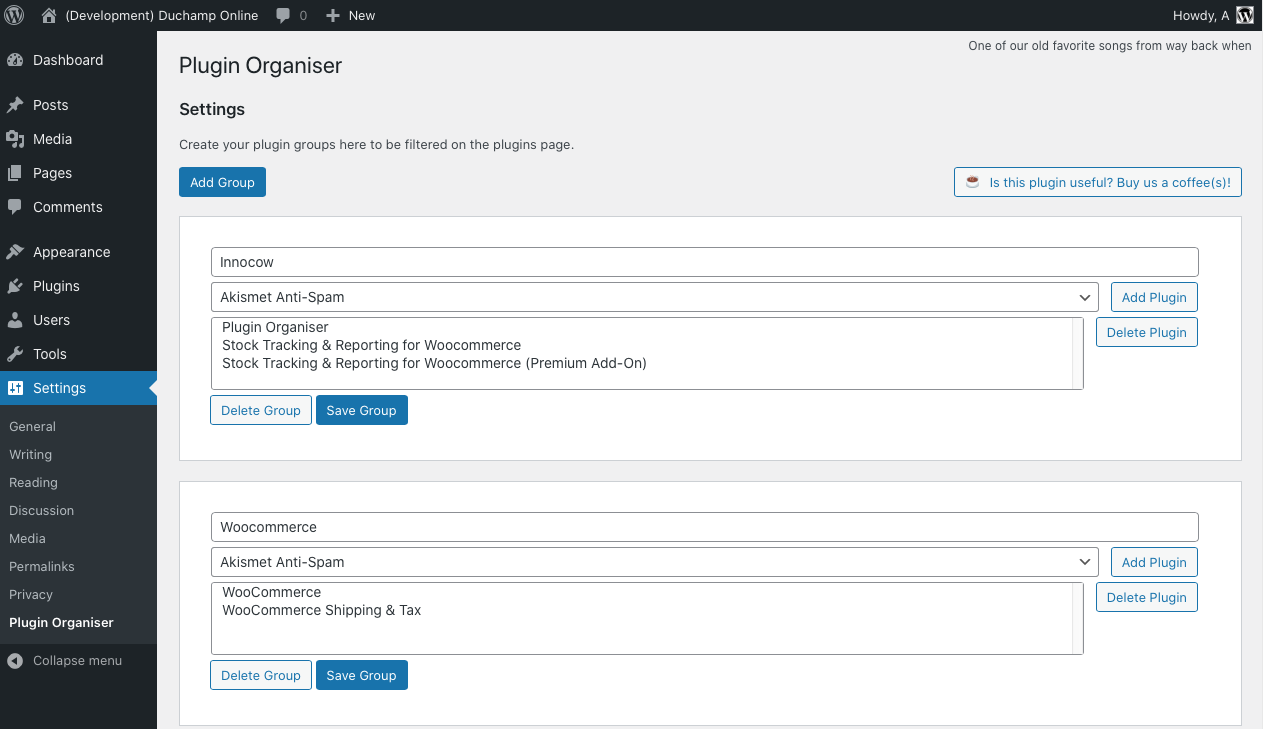 (Development) Duchamp Online 0 New Howdy, A
One of our old favorite songs from way back when
Dashboard
Posts
Media
Pages
Comments
Appearance
Plugins
Users
Tools
Settings
General
Writing
Reading
Discussion
Media
Permalinks
Privacy
Plugin Organiser
Collapse menu
Plugin Organiser
Settings
Create your plugin groups here to be filtered on the plugins page.
Add Group Is this plugin useful? Buy us a coffee(s)!
Innocow
Akismet Anti-Spam Add Plugin
Plugin Organiser Delete Plugin
Stock Tracking & Reporting for Woocommerce
Stock Tracking & Reporting for Woocommerce (Premium Add-On)
Delete Group Save Group
Woocommerce
Akismet Anti-Spam Add Plugin
WooCommerce Delete Plugin
WooCommerce Shipping & Tax
Delete Group Save Group